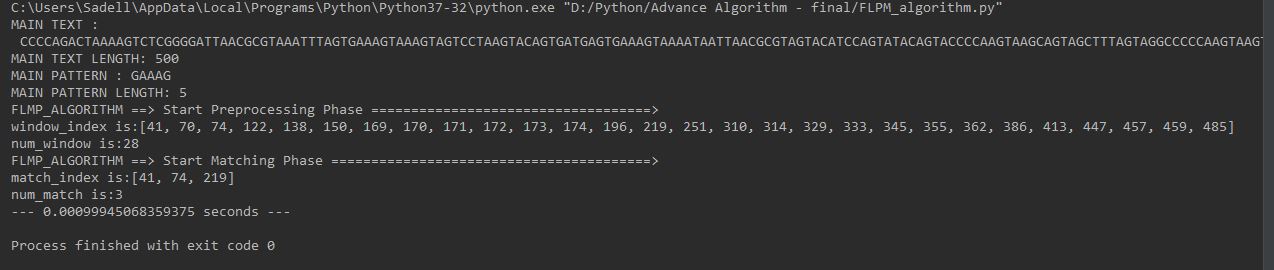 C:\Users\Sadell\AppData\Local\Programs\Python\Python37-32\python.exe "D:/Python/Advance Algorithm - final/FLPM_algorithm.py"
MAIN TEXT :
CCCCAGACTAAAAGTCTCGGGGATTAACGCGTAAATTTAGTGAAAGTAAAGTAGTCCTAAGTACAGTGATGAGTGAAAGTAAAATAATTAACGCGTAGTACATCCAGTATACAGTACCCCAAGTAAGCAGTAGCTTTAGTAGGCCCCCAAGTAAGT
MAIN TEXT LENGTH: 500
MAIN PATTERN : GAAAG
MAIN PATTERN LENGTH: 5
FLMP_ALGORITHM ==> Start Preprocessing Phase ===================================>
window_index is:[41, 70, 74, 122, 138, 150, 169, 170, 171, 172, 173, 174, 196, 219, 251, 310, 314, 329, 333, 345, 355, 362, 386, 413, 447, 457, 459, 485]
num_window is:28
FLMP_ALGORITHM ==> Start Matching Phase ========================================>
match_index is:[41, 74, 219]
num_match is:3
--- 0.00099945068359375 seconds ---
Process finished with exit code 0